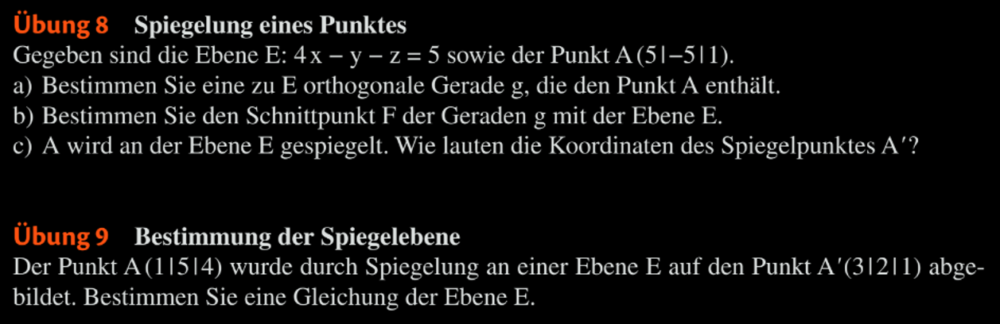 Übung 8 Spiegelung eines Punktes
Gegeben sind die Ebene E: 4x – y – z = 5 sowie der Punkt A(5|–5|1).
a) Bestimmen Sie eine zu E orthogonale Gerade g, die den Punkt A enthält.
b) Bestimmen Sie den Schnittpunkt F der Geraden g mit der Ebene E.
c) A wird an der Ebene E gespiegelt. Wie lauten die Koordinaten des Spiegelpunktes A′?
Übung 9 Bestimmung der Spiegelebene
Der Punkt A(1|5|4) wurde durch Spiegelung an einer Ebene E auf den Punkt A′(3|2|1) abge-
bildet. Bestimmen Sie eine Gleichung der Ebene E.